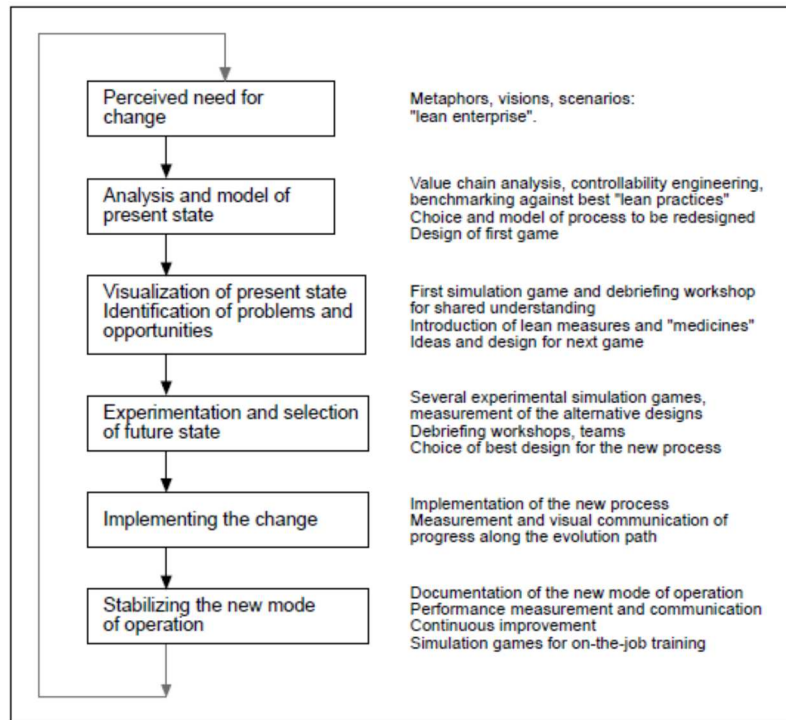 Perceived need for
change
Metaphors, visions, scenarios:
"lean enterprise".
Analysis and model of
present state
Value chain analysis, controllability engineering,
benchmarking against best "lean practices"
Choice and model of process to be redesigned
Design of first game
Visualization of present state
Identification of problems and
opportunities
First simulation game and debriefing workshop
for shared understanding
Introduction of lean measures and "medicines"
Ideas and design for next game
Experimentation and selection
of future state
Several experimental simulation games,
measurement of the alternative designs
Debriefing workshops, teams
Choice of best design for the new process
Implementing the change
Implementation of the new process
Measurement and visual communication of
progress along the evolution path
Stabilizing the new mode
of operation
Documentation of the new mode of operation
Performance measurement and communication
Continuous improvement
Simulation games for on-the-job training